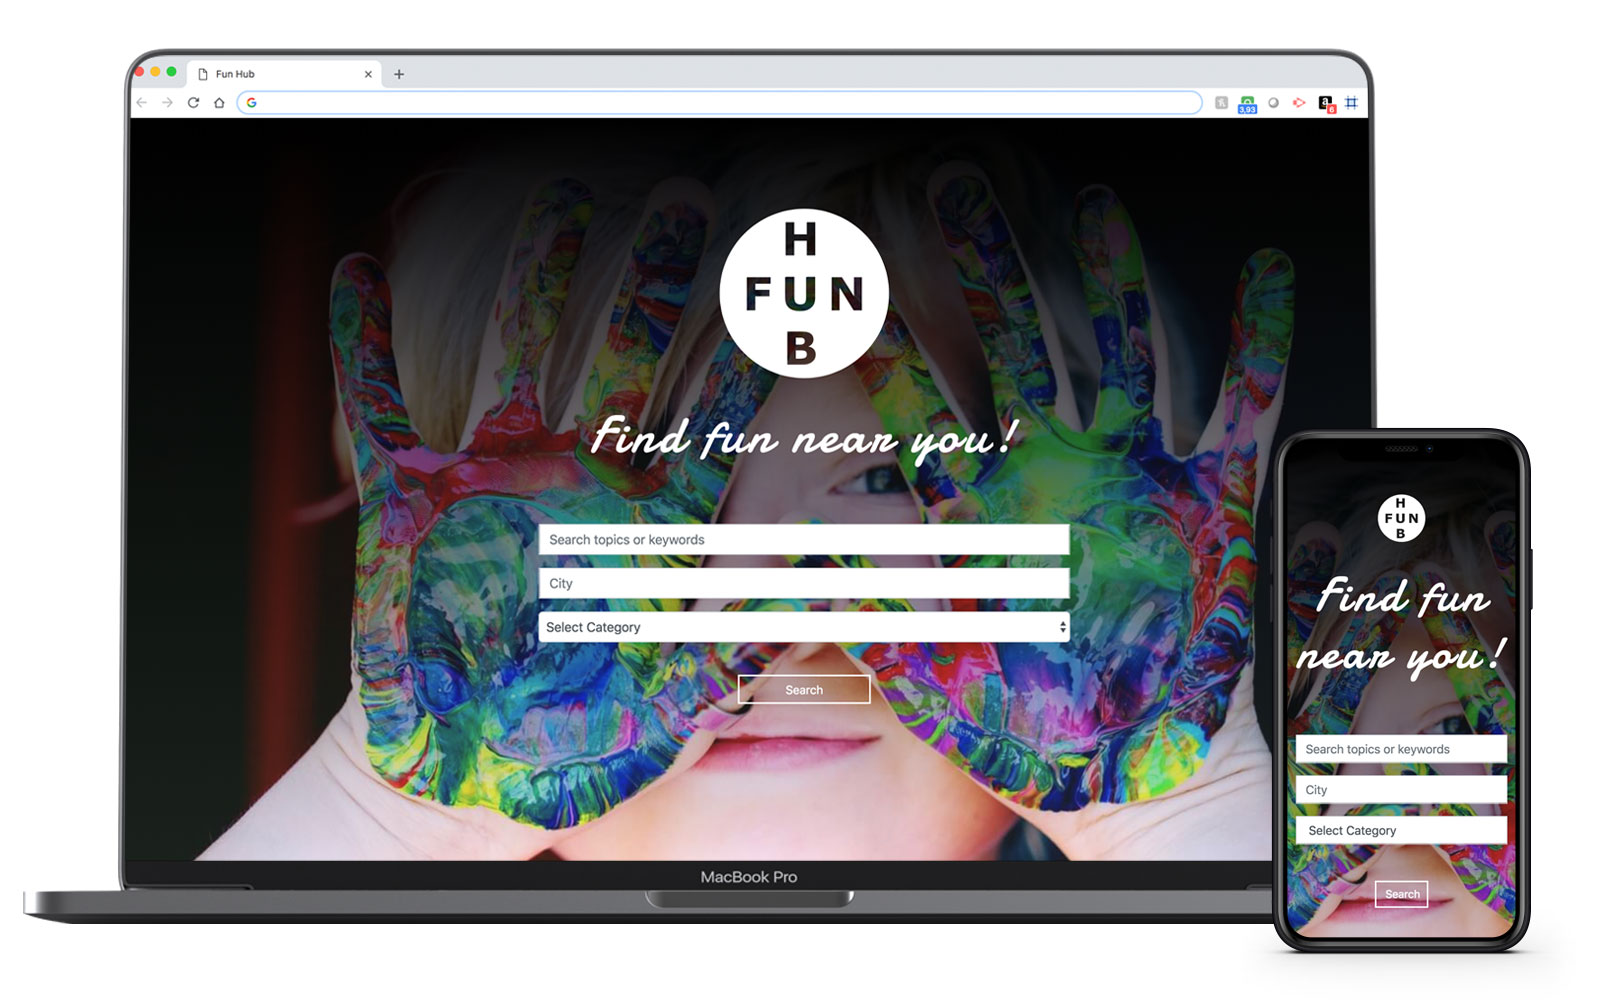 Fun Hub
3.93
a
6
H
FUN
B
Find fun near you!
Search topics or keywords
City
Select Category
Search
MacBook Pro
H
FUN
B
Find fun
near you!
Search topics or keywords
City
Select Category
Search